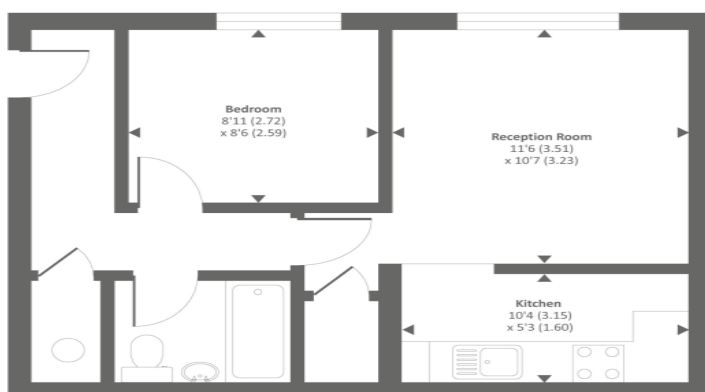 Bedroom
8'11 (2.72)
x 8'6 (2.59)
Reception Room
11'6 (3.51)
x 10'7 (3.23)
Kitchen
10'4 (3.15)
x 5'3 (1.60)